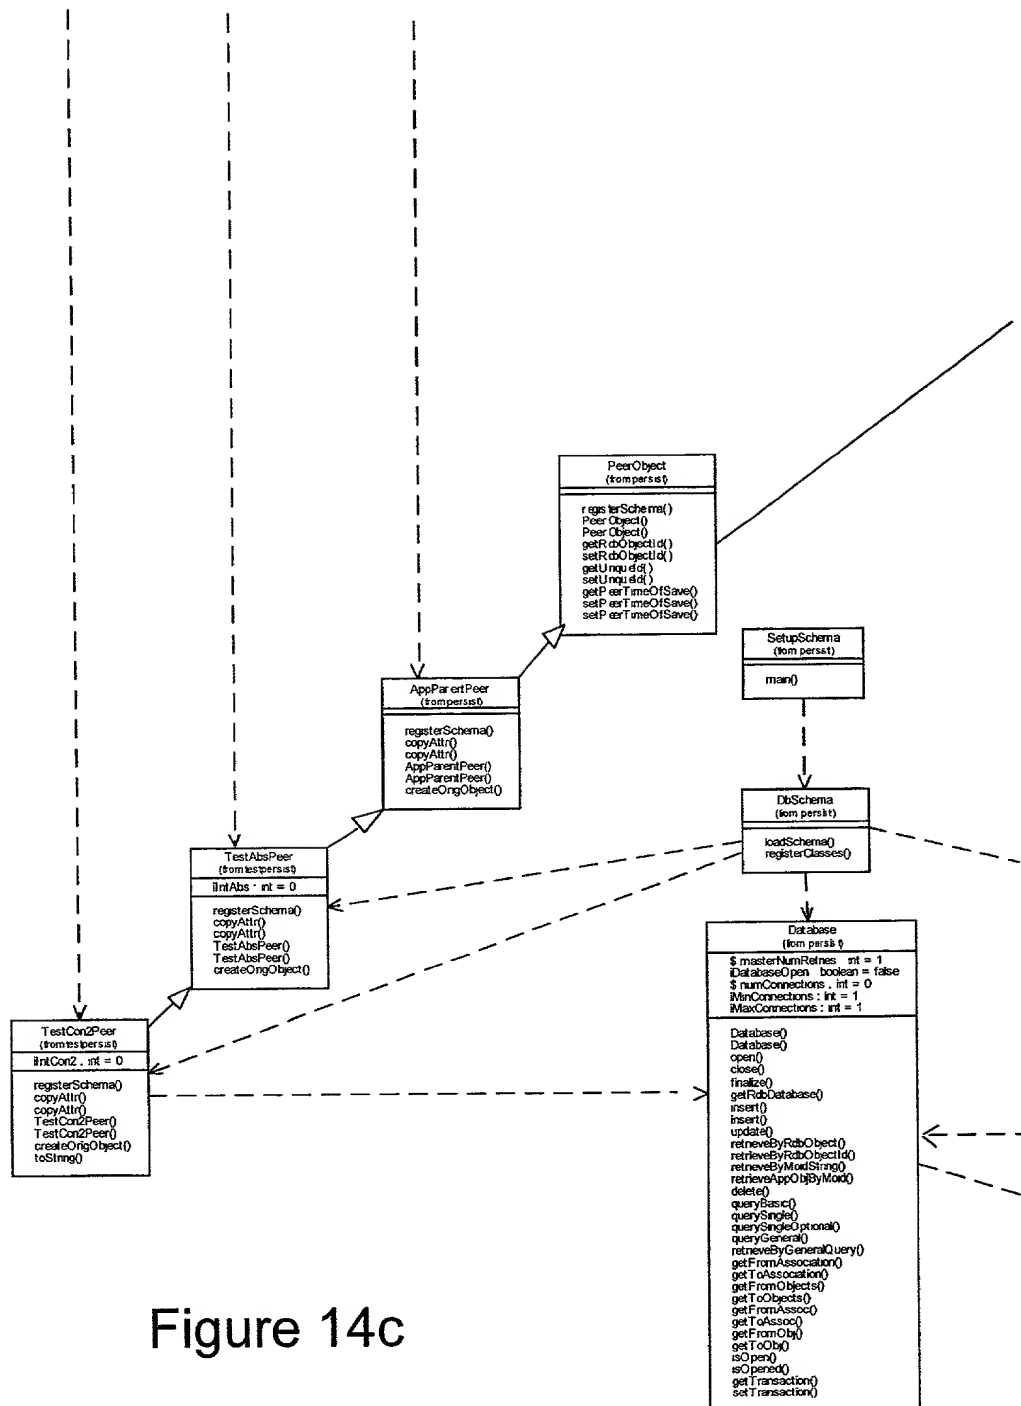 PeerObject
(from persist)
registerSchema()
PeerObject()
PeerObject()
getRdbObjectId()
setRdbObjectId()
getUniqueId()
setUniqueId()
getPeerTimeOfSave()
setPeerTimeOfSave()
setPeerTimeOfSave()
SetupSchema
(from persist)
main()
AppParentPeer
(from persist)
registerSchema()
copyAttr()
copyAttr()
AppParentPeer()
AppParentPeer()
createOrigObject()
DbSchema
(from persist)
loadSchema()
registerClasses()
TestAbsPeer
(from testpersist)
iIntAbs : int = 0
registerSchema()
copyAttr()
copyAttr()
TestAbsPeer()
TestAbsPeer()
createOrigObject()
Database
(from persist)
$ masterNumRetries : int = 1
iDatabaseOpen : boolean = false
$ numConnections : int = 0
iMinConnections : int = 1
iMaxConnections : int = 1
Database()
Database()
open()
close()
finalize()
getRdbDatabase()
insert()
insert()
update()
retrieveByRdbObject()
retrieveByRdbObjectId()
retrieveByMoidString()
retrieveAppObjByMoid()
delete()
queryBasic()
querySingle()
querySingleOptional()
queryGeneral()
retrieveByGeneralQuery()
getFromAssociation()
getToAssociation()
getFromObjects()
getToObjects()
getFromAssoc()
getToAssoc()
getFromObj()
getToObj()
isOpen()
isOpened()
getTransaction()
setTransaction()
TestCon2Peer
(from testpersist)
iIntCon2 : int = 0
registerSchema()
copyAttr()
copyAttr()
TestCon2Peer()
TestCon2Peer()
createOrigObject()
toString()
Figure 14c